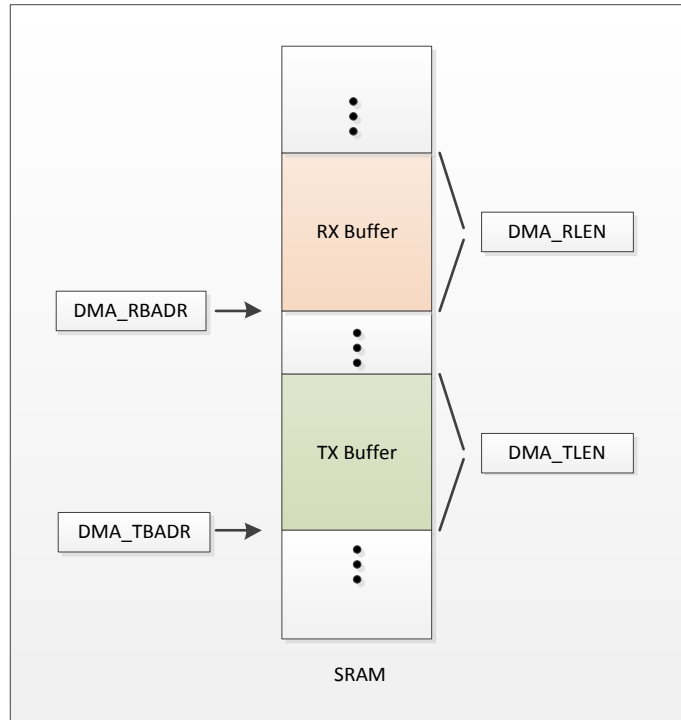 RX Buffer
DMA_RLEN
DMA_RBADR
TX Buffer
DMA_TLEN
DMA_TBADR
SRAM